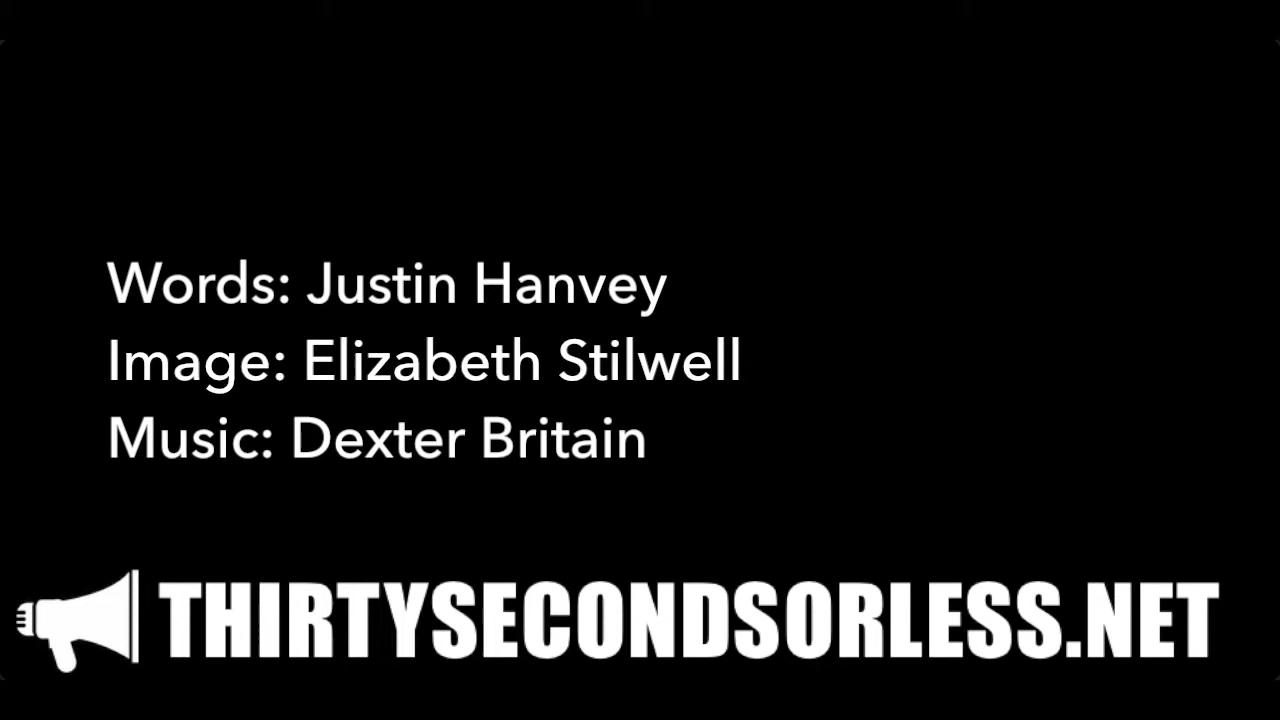 Words: Justin Hanvey
Image: Elizabeth Stilwell
Music: Dexter Britain
THIRTYSECONDSORLESS.NET